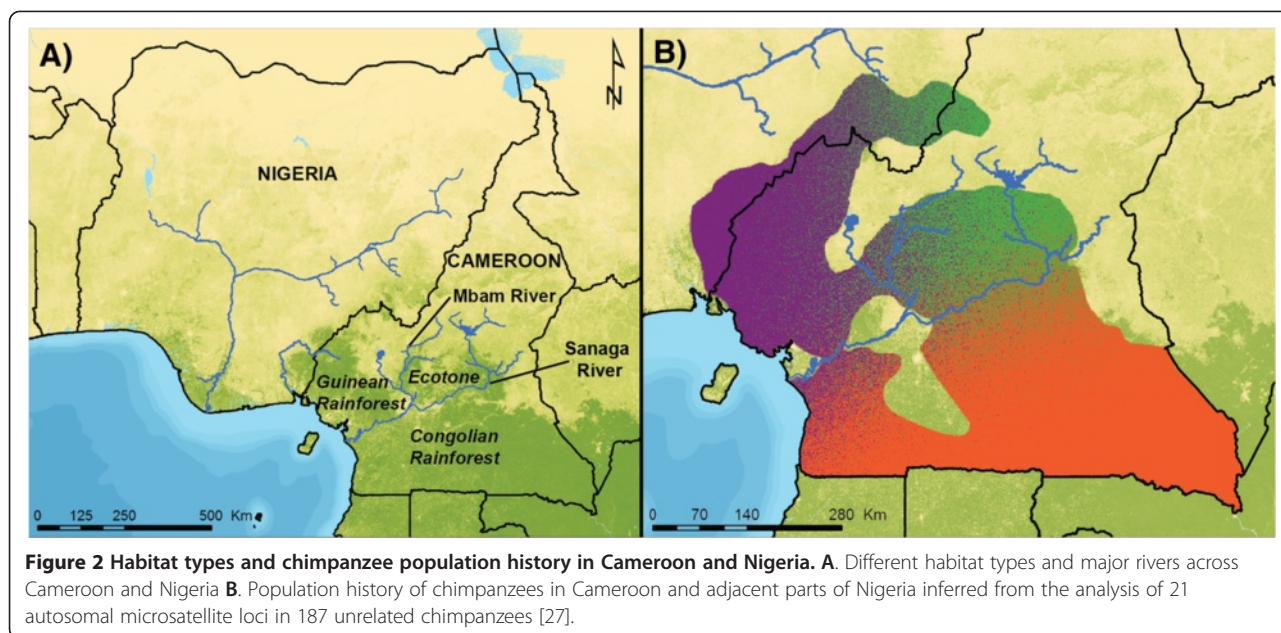 A)
N
NIGERIA
CAMEROON
Mbam River
Sanaga
River
Guinean
Rainforest
Ecotone
Congolian
Rainforest
0 125 250 500 Km
B)
0 70 140 280 Km
Figure 2 Habitat types and chimpanzee population history in Cameroon and Nigeria. A. Different habitat types and major rivers across
Cameroon and Nigeria B. Population history of chimpanzees in Cameroon and adjacent parts of Nigeria inferred from the analysis of 21
autosomal microsatellite loci in 187 unrelated chimpanzees [27].